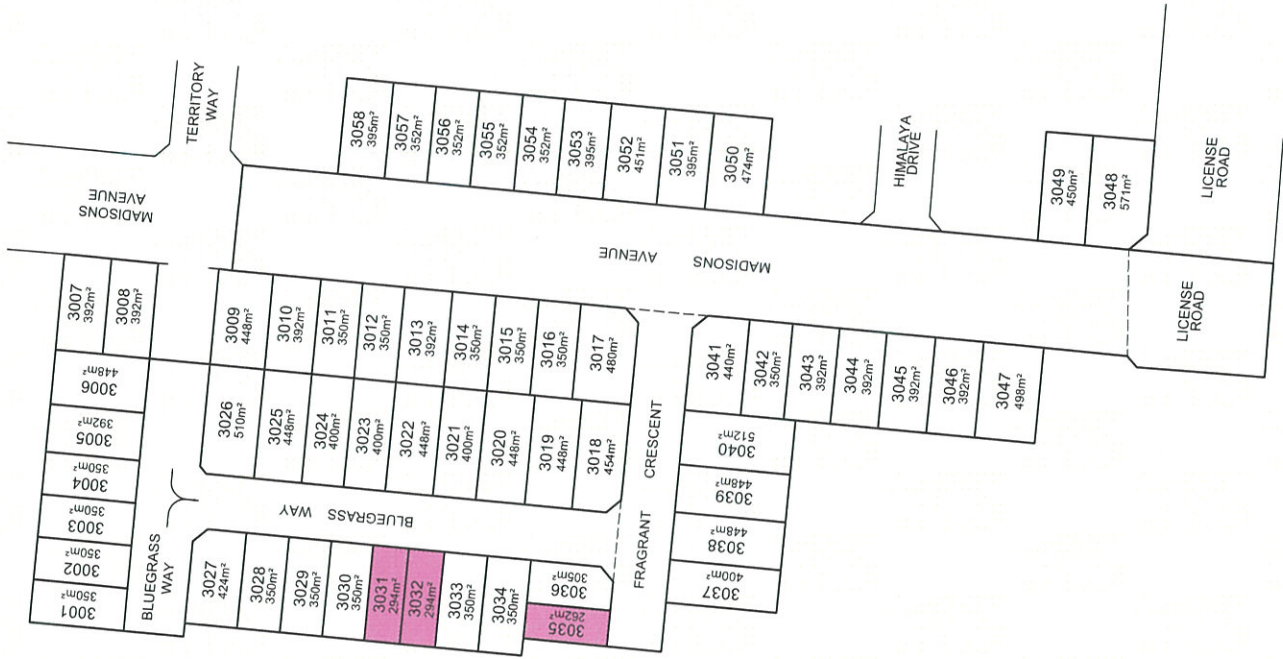 TERRITORY
WAY
MADISONS
AVENUE
3058
395m²
3057
352m²
3056
352m²
3055
352m²
3054
352m²
3053
395m²
3052
451m²
3051
395m²
3050
474m²
HIMALAYA
DRIVE
3049
450m²
3048
571m²
LICENSE
ROAD
LICENSE
ROAD
MADISONS AVENUE
3007
392m²
3008
392m²
3009
448m²
3010
392m²
3011
350m²
3012
350m²
3013
392m²
3014
350m²
3015
350m²
3016
350m²
3017
480m²
3041
440m²
3042
350m²
3043
392m²
3044
392m²
3045
392m²
3046
392m²
3047
498m²
3006
448m²
3005
392m²
3004
350m²
3003
350m²
3002
350m²
3001
350m²
3026
510m²
3025
448m²
3024
400m²
3023
400m²
3022
448m²
3021
400m²
3020
448m²
3019
448m²
3018
454m²
FRAGRANT CRESCENT
3040
512m²
3039
448m²
3038
448m²
3037
400m²
BLUEGRASS WAY
BLUEGRASS
WAY
3027
424m²
3028
350m²
3029
350m²
3030
350m²
3031
294m²
3032
294m²
3033
350m²
3034
350m²
3036
305m²
3035
262m²